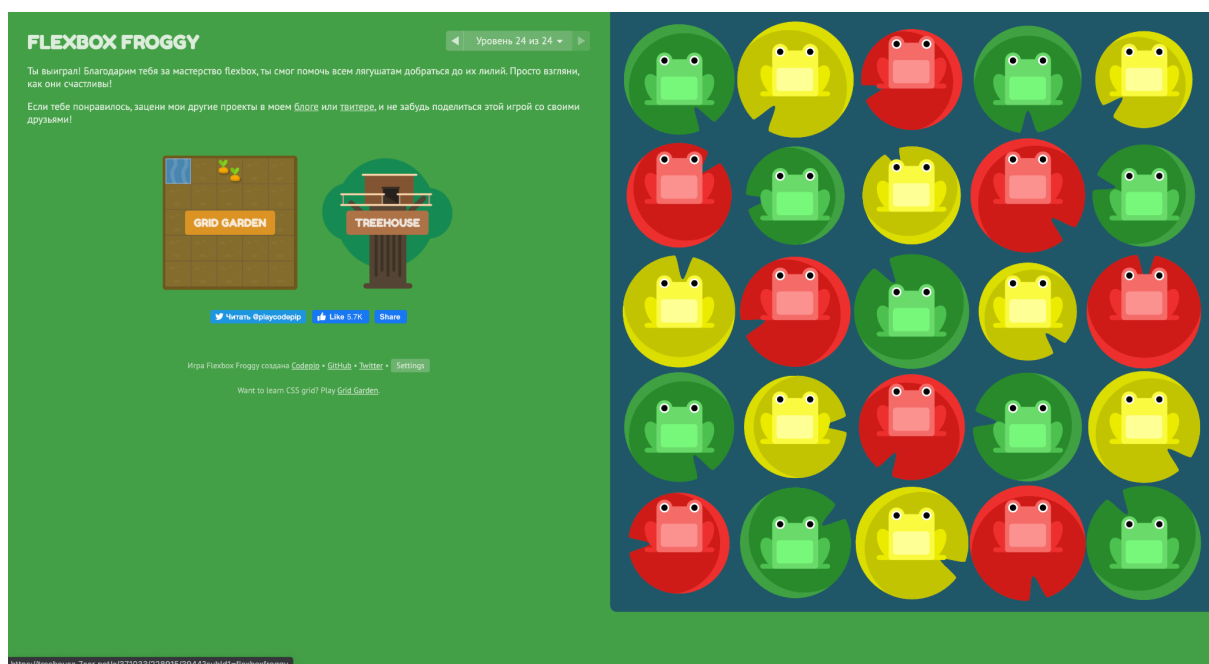 FLEXBOX FROGGY
Уровень 24 из 24
Ты выиграл! Благодарим тебя за мастерство flexbox, ты смог помочь всем лягушатам добраться до их лилий. Просто взгляни,
как они счастливы!
Если тебе понравилось, зацени мои другие проекты в моем блоге или твитере, и не забудь поделиться этой игрой со своими
друзьями!
GRID GARDEN
TREEHOUSE
Читать @playcodepip
Like 5.7K
Share
Игра Flexbox Froggy создана Codepip • GitHub • Twitter • Settings
Want to learn CSS grid? Play Grid Garden.